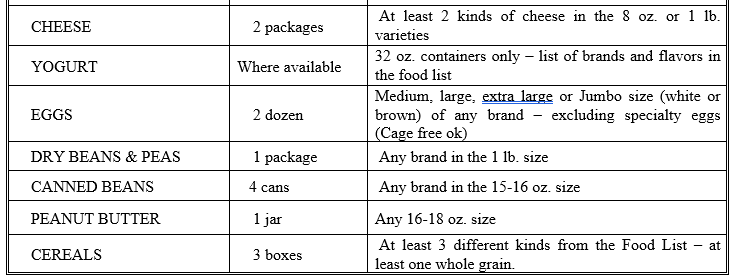 CHEESE 2 packages At least 2 kinds of cheese in the 8 oz. or 1 lb.
varieties
YOGURT Where available 32 oz. containers only – list of brands and flavors in
the food list
EGGS 2 dozen Medium, large, extra large or Jumbo size (white or
brown) of any brand – excluding specialty eggs
(Cage free ok)
DRY BEANS & PEAS 1 package Any brand in the 1 lb. size
CANNED BEANS 4 cans Any brand in the 15-16 oz. size
PEANUT BUTTER 1 jar Any 16-18 oz. size
CEREALS 3 boxes At least 3 different kinds from the Food List – at
least one whole grain.